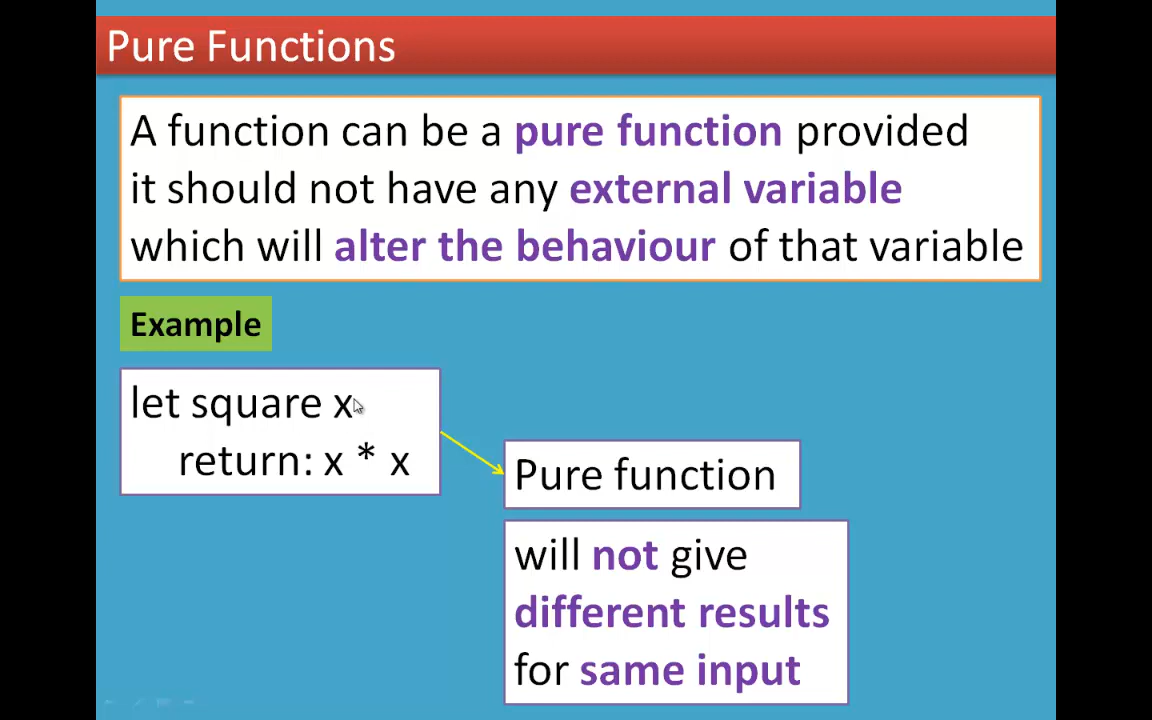 Pure Functions
A function can be a pure function provided
it should not have any external variable
which will alter the behaviour of that variable
Example
let square x
return: x * x
Pure function
will not give
different results
for same input